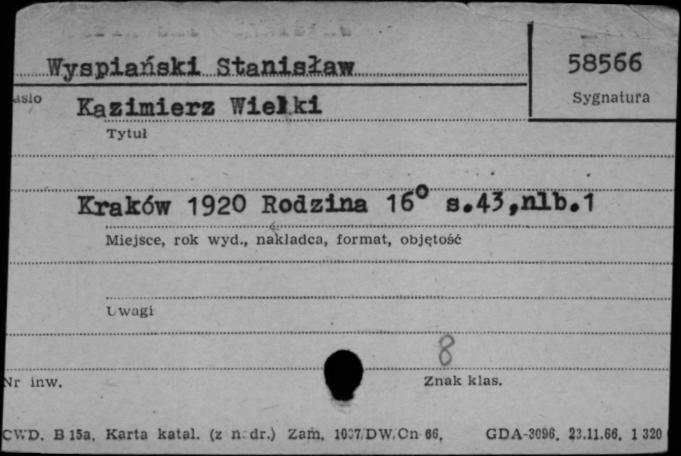 Wyspiański Stanisław
58566
asło
Sygnatura
Kazimierz Wielki
Tytuł
Kraków 1920 Rodzina 16° s.43,nlb.1
Miejsce, rok wyd., nakładca, format, objętość
Uwagi
8
Nr inw.
Znak klas.
CWD. B 15a. Karta katal. (z n. dr.) Zam. DW/Cn 66. GDA-3096. 23.11.66. 1 320